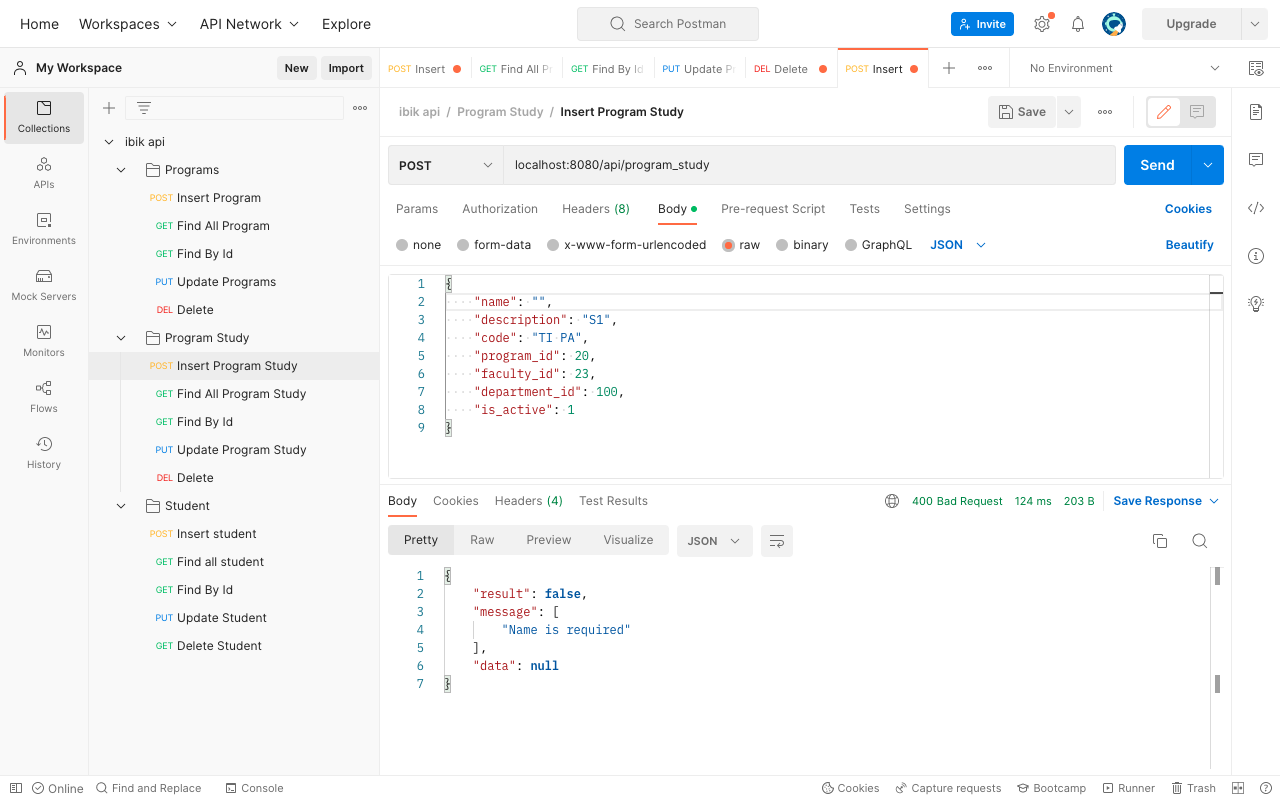 Home Workspaces API Network Explore Search Postman Invite Upgrade
My Workspace New Import POST Insert GET Find All Pr GET Find By Id PUT Update Pr DEL Delete POST Insert No Environment
Collections
APIs
Environments
Mock Servers
Monitors
Flows
History
ibik api
Programs
POST Insert Program
GET Find All Program
GET Find By Id
PUT Update Programs
DEL Delete
Program Study
POST Insert Program Study
GET Find All Program Study
GET Find By Id
PUT Update Program Study
DEL Delete
Student
POST Insert student
GET Find all student
GET Find By Id
PUT Update Student
GET Delete Student
ibik api / Program Study / Insert Program Study Save
POST localhost:8080/api/program_study Send
Params Authorization Headers (8) Body Pre-request Script Tests Settings Cookies
none form-data x-www-form-urlencoded raw binary GraphQL JSON Beautify
1 {
2 "name": "",
3 "description": "S1",
4 "code": "TI PA",
5 "program_id": 20,
6 "faculty_id": 23,
7 "department_id": 100,
8 "is_active": 1
9 }
Body Cookies Headers (4) Test Results 400 Bad Request 124 ms 203 B Save Response
Pretty Raw Preview Visualize JSON
1 {
2 "result": false,
3 "message": [
4 "Name is required"
5 ],
6 "data": null
7 }
Online Find and Replace Console Cookies Capture requests Bootcamp Runner Trash